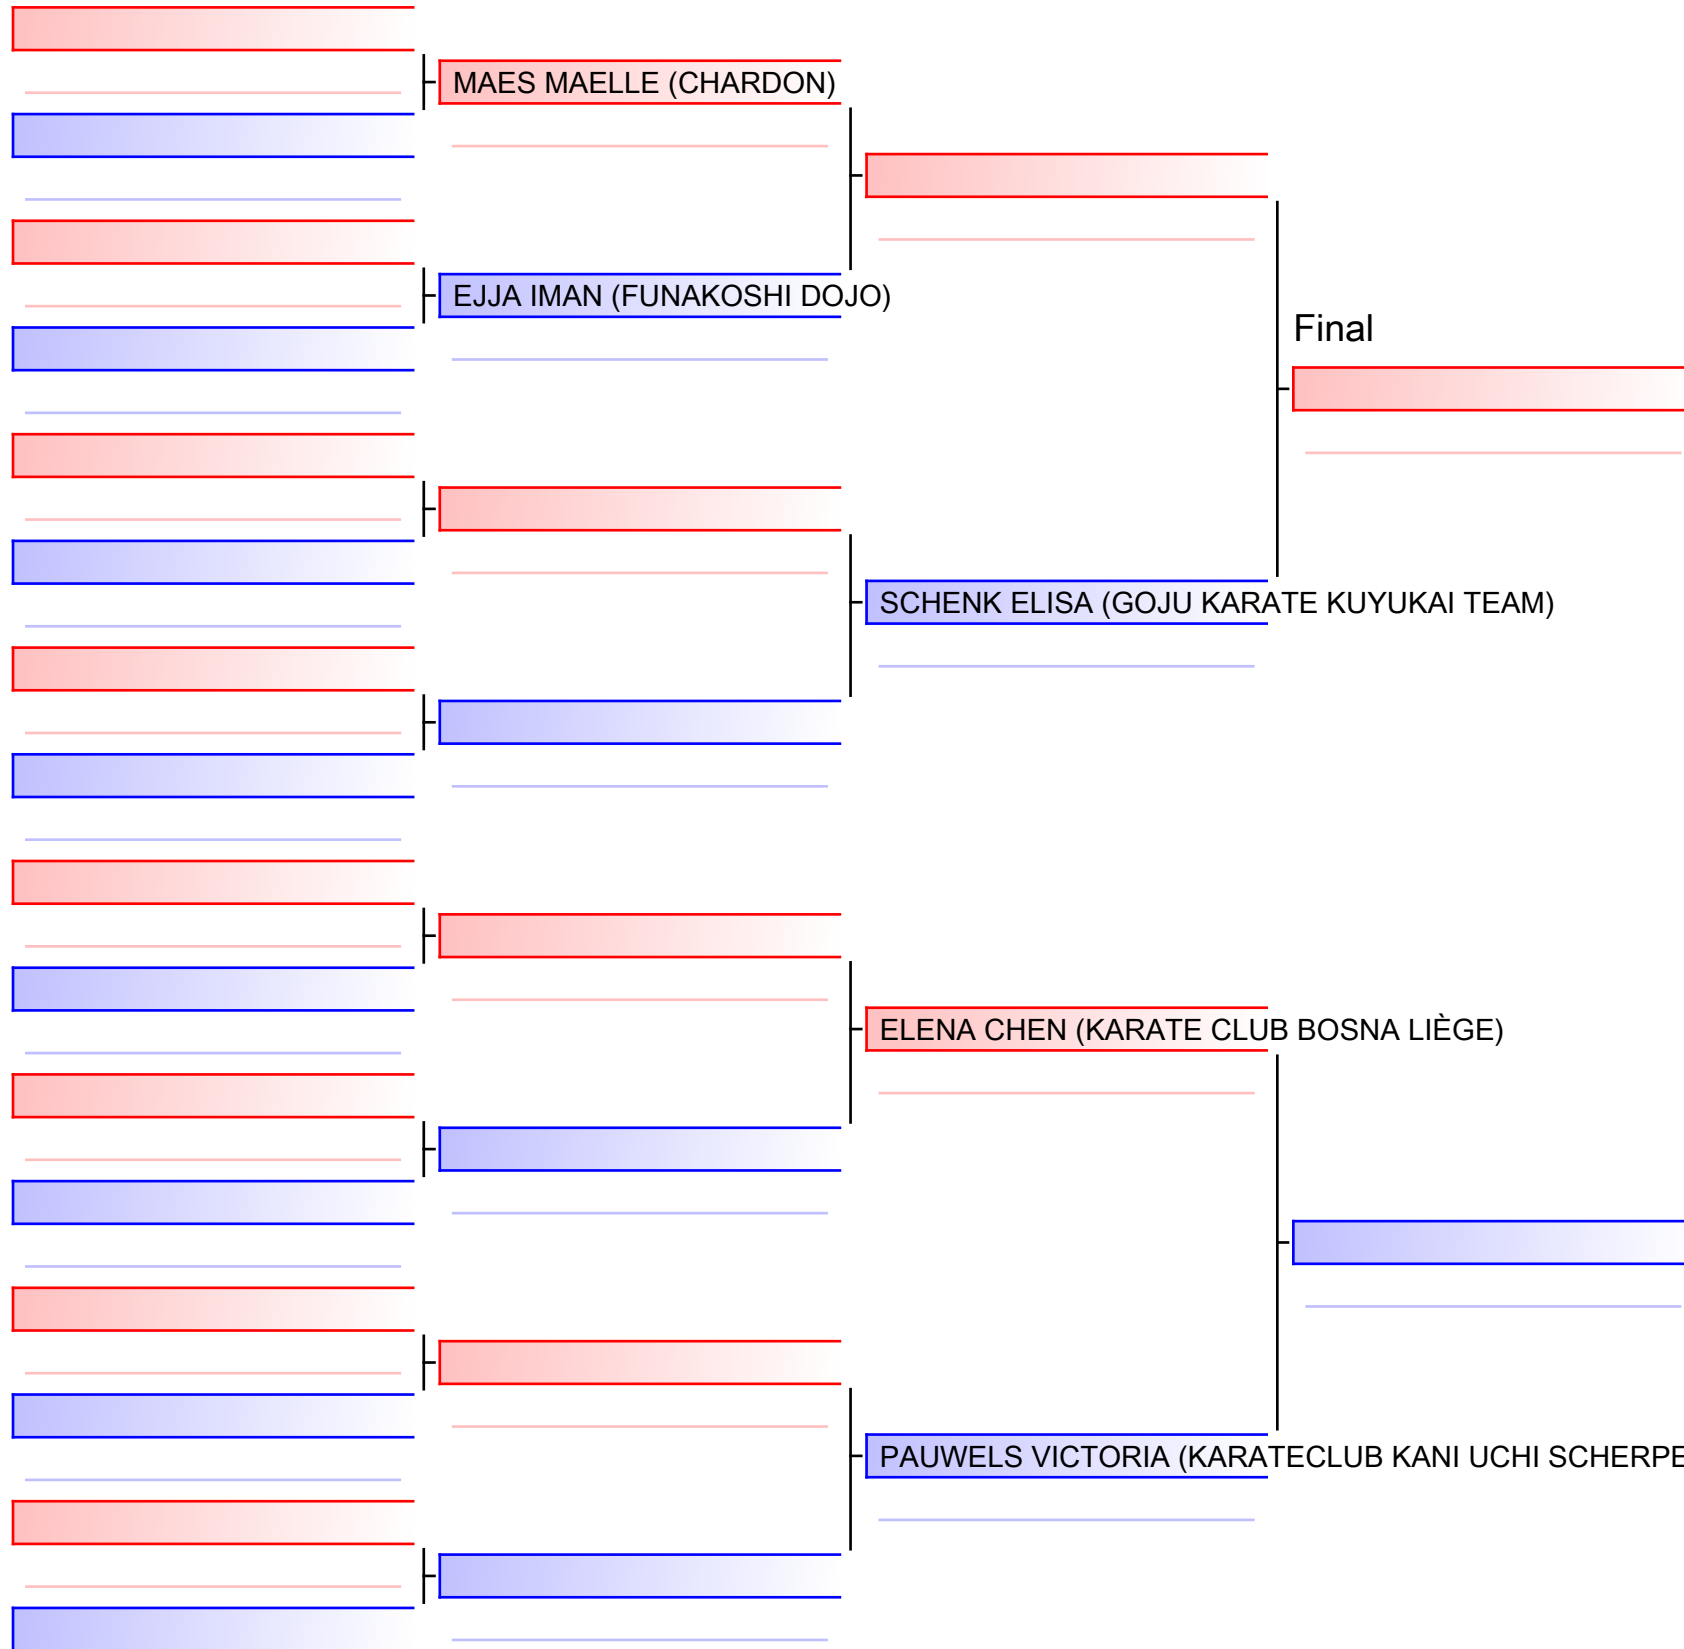 MAES MAELLE (CHARDON)
EJJA IMAN (FUNAKOSHI DOJO)
Final
SCHENK ELISA (GOJU KARATE KUYUKAI TEAM)
ELENA CHEN (KARATE CLUB BOSNA LIÈGE)
PAUWELS VICTORIA (KARATECLUB KANI UCHI SCHERPE